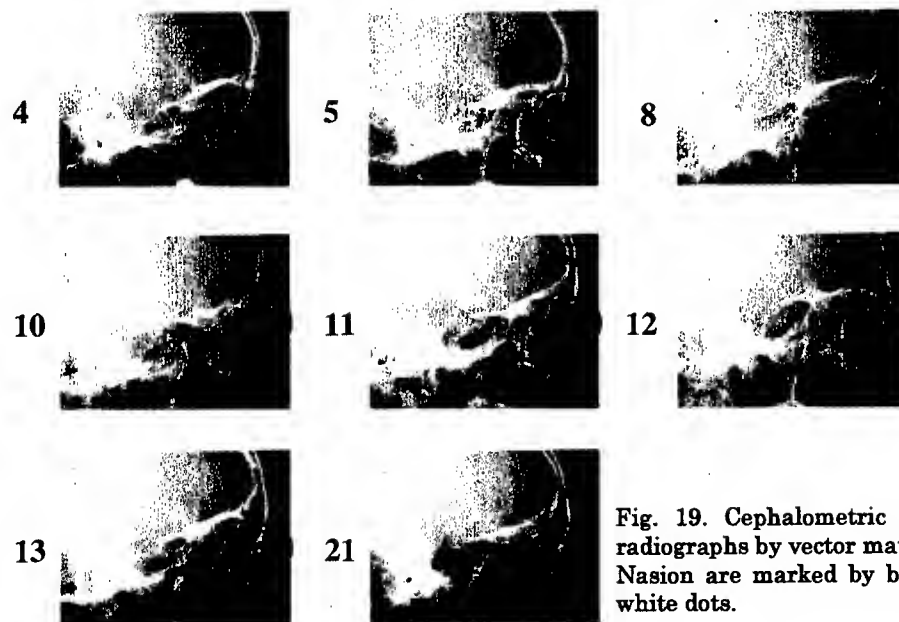 4 5 8
10 11 12
13 21
Fig. 19. Cephalometric
radiographs by vector
Nasion are marked by
white dots.